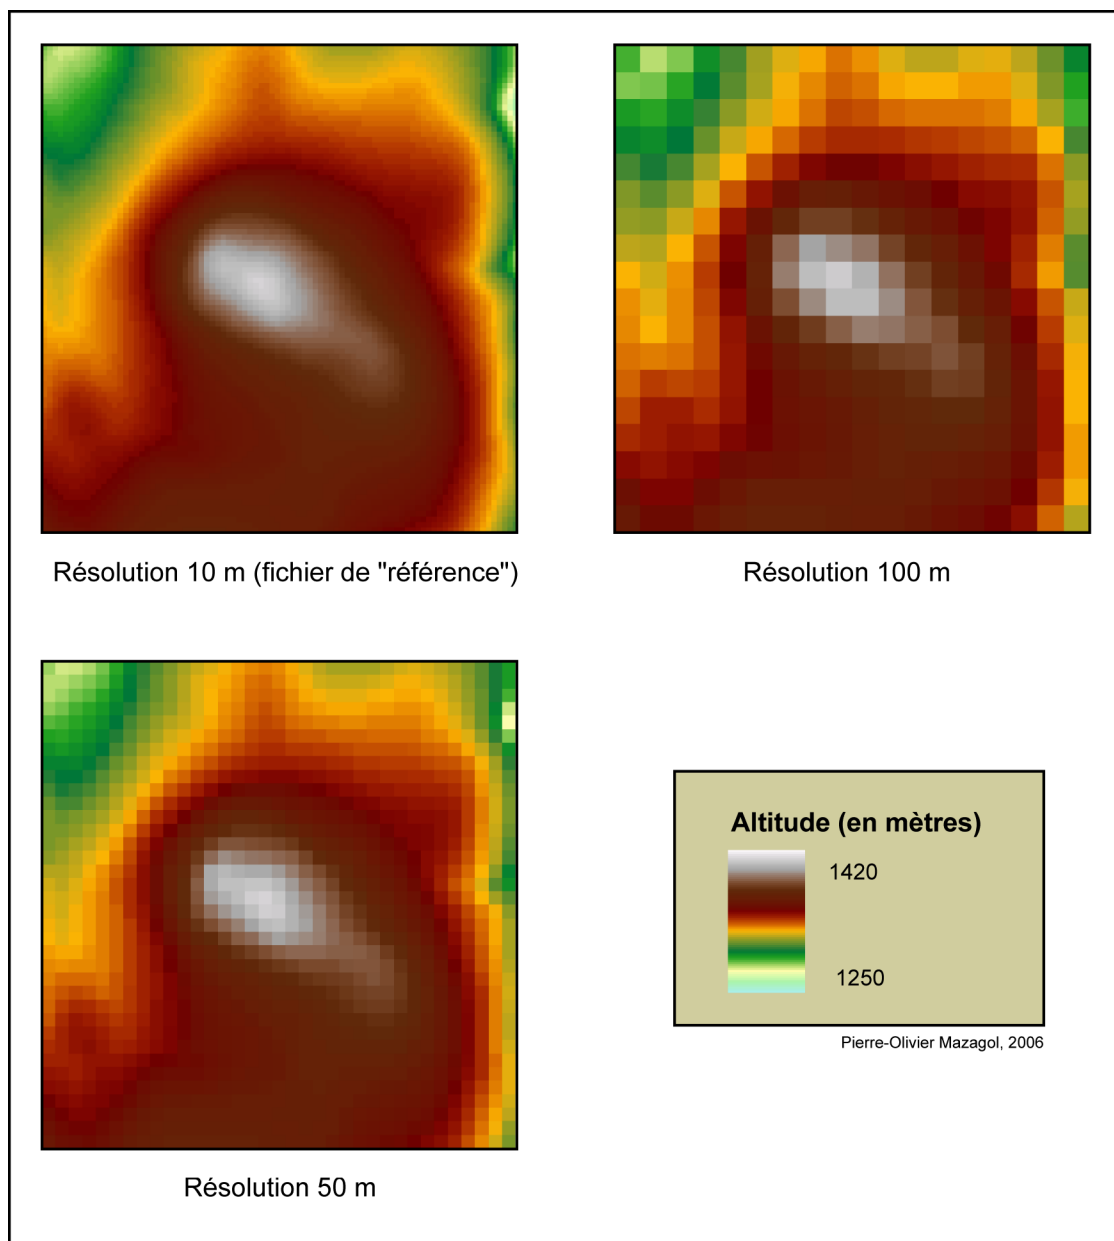 Résolution 10 m (fichier de "référence")
Résolution 100 m
Résolution 50 m
Altitude (en mètres)
1420
1250
Pierre-Olivier Mazagol, 2006